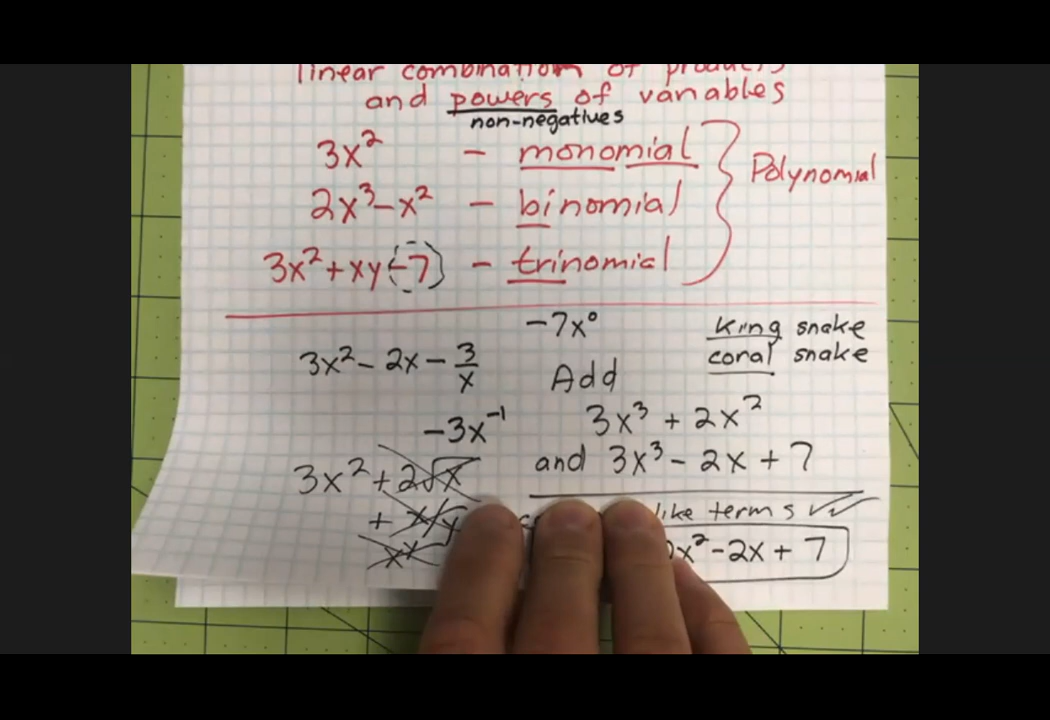 linear combination of products
and powers of variables
non-negatives
3x² - monomial
2x³-x² - binomial
3x²+xy-7 - trinomial
Polynomial
-7x⁰
3x²-2x-3/x
-3x⁻¹
3x²+2√x
+ x/y
king snake
coral snake
Add
3x³ + 2x²
and 3x³ - 2x + 7
like terms
x²-2x+7